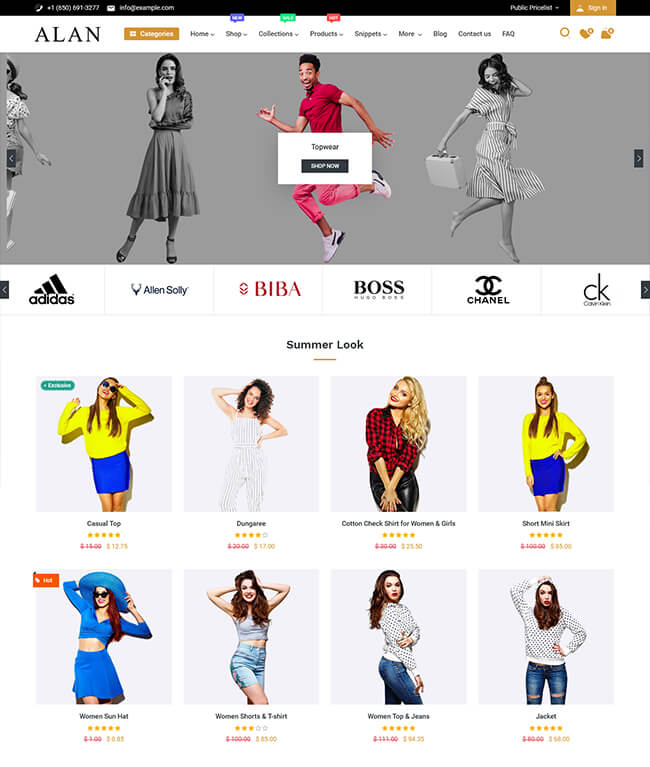 +1 (650) 691-3277 info@example.com Public Pricelist Sign in
NEW SALE HOT
ALAN Categories Home Shop Collections Products Snippets More Blog Contact us FAQ 0 0
Topwear
SHOP NOW
adidas Allen Solly BIBA BOSS HUGO BOSS CHANEL ck Calvin Klein
Summer Look
+ Exclusive
Casual Top Dungaree Cotton Check Shirt for Women & Girls Short Mini Skirt
$ 15.00 $ 12.75 $ 20.00 $ 17.00 $ 30.00 $ 25.50 $ 100.00 $ 85.00
Hot
Women Sun Hat Women Shorts & T-shirt Women Top & Jeans Jacket
$ 1.00 $ 0.85 $ 100.00 $ 85.00 $ 111.00 $ 94.35 $ 80.00 $ 68.00